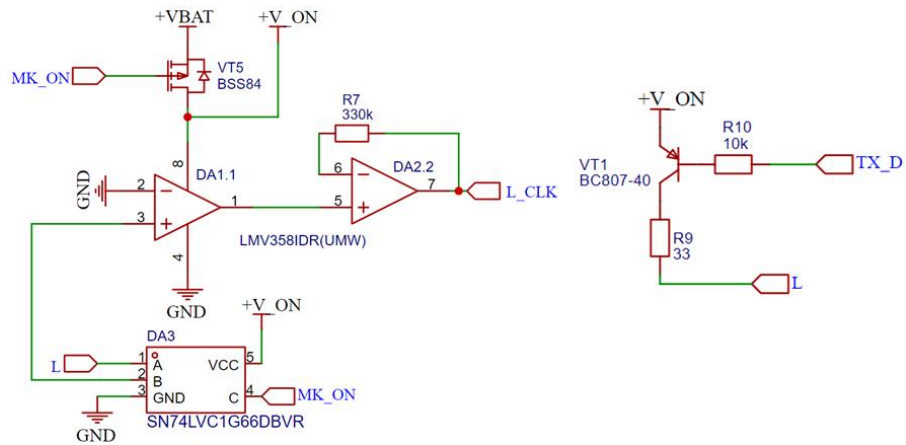 +VBAT
+V_ON
MK_ON
VT5
BSS84
R7
330k
8
6
DA1.1
DA2.2
7
GND
2
1
5
L_CLK
3
LMV358IDR(UMW)
4
GND
+V_ON
DA3
L
1
A
VCC
5
2
B
3
GND
C
4
MK_ON
GND
SN74LVC1G66DBVR
+V_ON
R10
10k
VT1
BC807-40
TX_D
R9
33
L